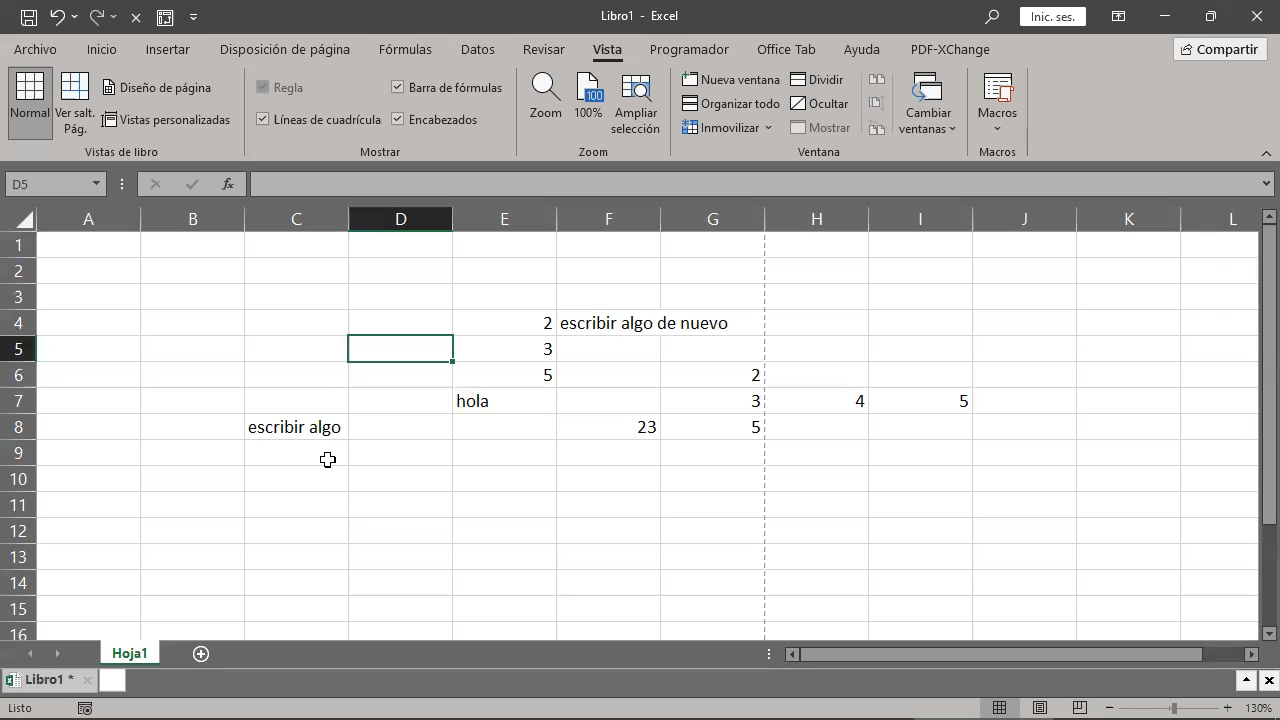 Libro1 - Excel
Inic. ses.
Archivo Inicio Insertar Disposición de página Fórmulas Datos Revisar Vista Programador Office Tab Ayuda PDF-XChange Compartir
Normal
Ver salt. Pág.
Diseño de página
Vistas personalizadas
Vistas de libro
Regla
Líneas de cuadrícula
Barra de fórmulas
Encabezados
Mostrar
Zoom
100
100%
Ampliar selección
Zoom
Nueva ventana
Organizar todo
Inmovilizar
Dividir
Ocultar
Mostrar
Cambiar ventanas
Ventana
Macros
Macros
D5 fx
A B C D E F G H I J K L
1
2
3
4 2 escribir algo de nuevo
5 3
6 5 2
7 hola 3 4 5
8 escribir algo 23 5
9
10
11
12
13
14
15
16
Hoja1
Libro1 *
Listo 130%